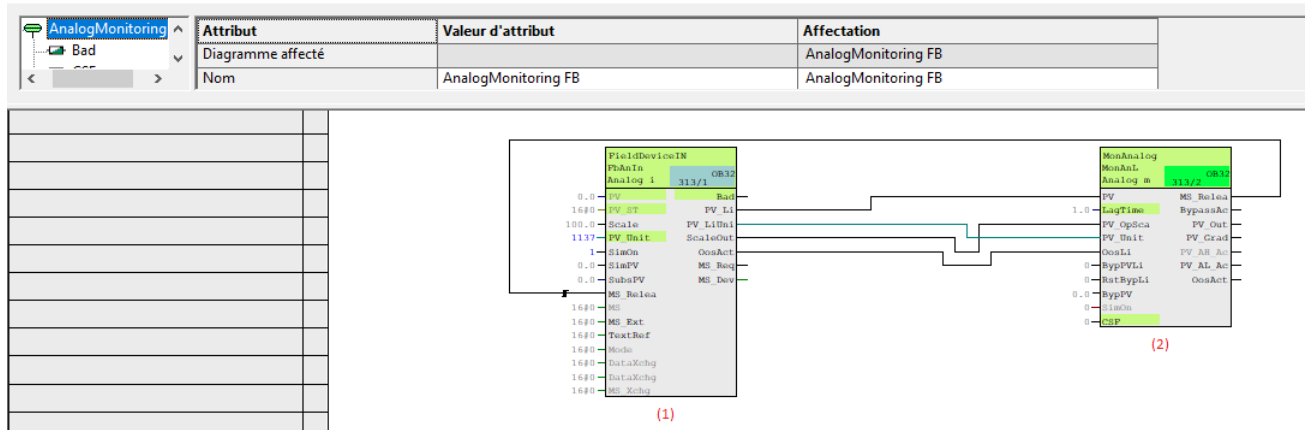 AnalogMonitoring
Bad
Attribut Valeur d'attribut Affectation
Diagramme affecté AnalogMonitoring FB
Nom AnalogMonitoring FB AnalogMonitoring FB
FieldDeviceIN
FbAnIn
Analog i OB32
313/1
0.0 PV Bad
16#0 PV_ST PV_Li
100.0 Scale PV_LiUni
1137 PV_Unit ScaleOut
1 SimOn OosAct
0.0 SimPV MS_Req
0.0 SubsPV MS_Dev
MS_Relea
16#0 MS
16#0 MS_Ext
16#0 TextRef
16#0 Mode
16#0 DataXchg
16#0 DataXchg
16#0 MS_Xchg
(1)
MonAnalog
MonAnL
Analog m OB32
313/2
PV MS_Relea
1.0 LagTime BypassAc
PV_OpSca PV_Out
PV_Unit PV_Grad
OosLi PV_AH_Ac
0 BypPVLi PV_AL_Ac
0 RstBypLi OosAct
0.0 BypPV
0 SimOn
0 CSF
(2)